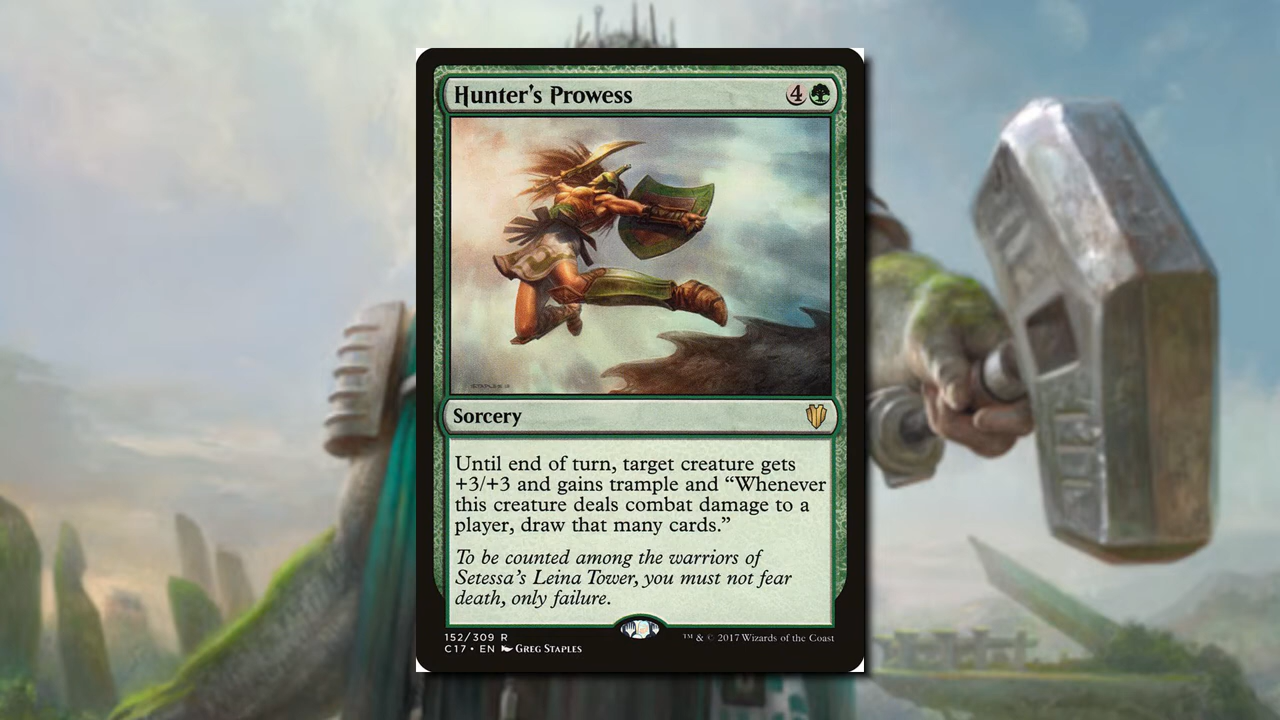 Hunter's Prowess
4
Sorcery
Until end of turn, target creature gets
+3/+3 and gains trample and “Whenever
this creature deals combat damage to a
player, draw that many cards.”
To be counted among the warriors of
Setessa's Leina Tower, you must not fear
death, only failure.
152/309 R
C17 • EN GREG STAPLES
™ & © 2017 Wizards of the Coast